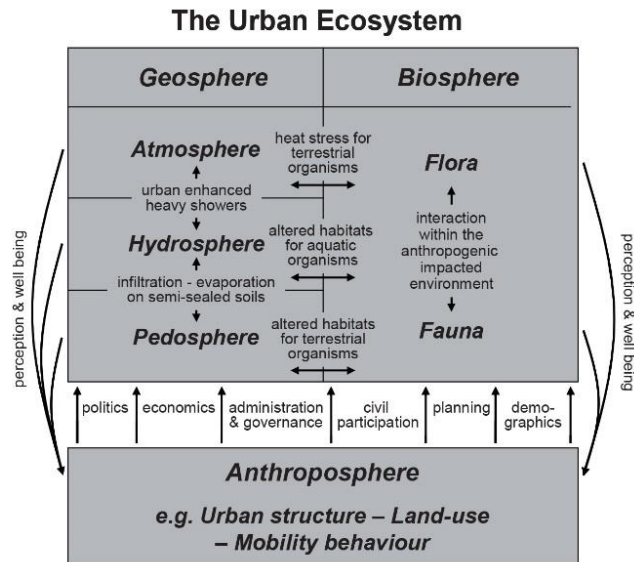 The Urban Ecosystem
Geosphere
Biosphere
Atmosphere
urban enhanced
heavy showers
Hydrosphere
infiltration - evaporation
on semi-sealed soils
Pedosphere
heat stress for
terrestrial
organisms
altered habitats
for aquatic
organisms
altered habitats
for terrestrial
organisms
Flora
interaction
within the
anthropogenic
impacted
environment
Fauna
perception & well being
perception & well being
politics
economics
administration
& governance
civil
participation
planning
demo-
graphics
Anthroposphere
e.g. Urban structure – Land-use
– Mobility behaviour